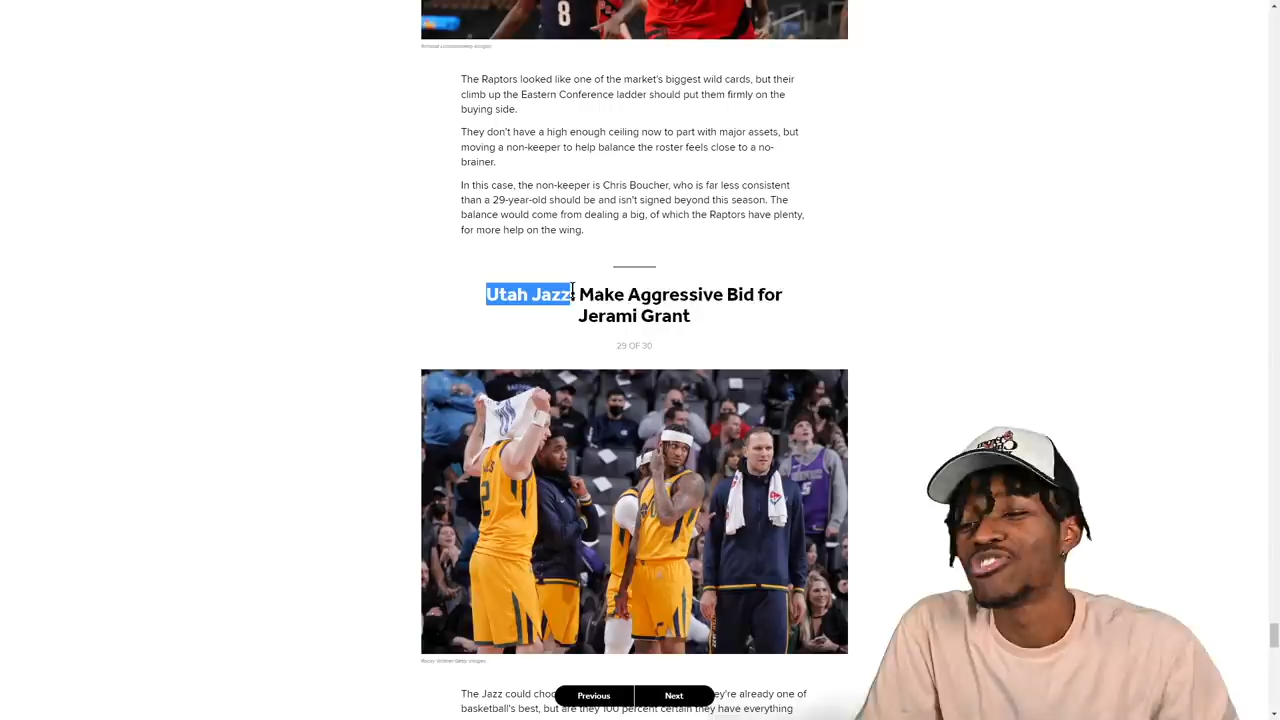 8
The Raptors looked like one of the market's biggest wild cards, but their
climb up the Eastern Conference ladder should put them firmly on the
buying side.
They don't have a high enough ceiling now to part with major assets, but
moving a non-keeper to help balance the roster feels close to a no-
brainer.
In this case, the non-keeper is Chris Boucher, who is far less consistent
than a 29-year-old should be and isn't signed beyond this season. The
balance would come from dealing a big, of which the Raptors have plenty,
for more help on the wing.
Utah Jazz: Make Aggressive Bid for
Jerami Grant
29 OF 30
2
5
The Jazz could choo
ey're already one of
basketball's best, but are they 100 percent certain they have everything
Previous
Next